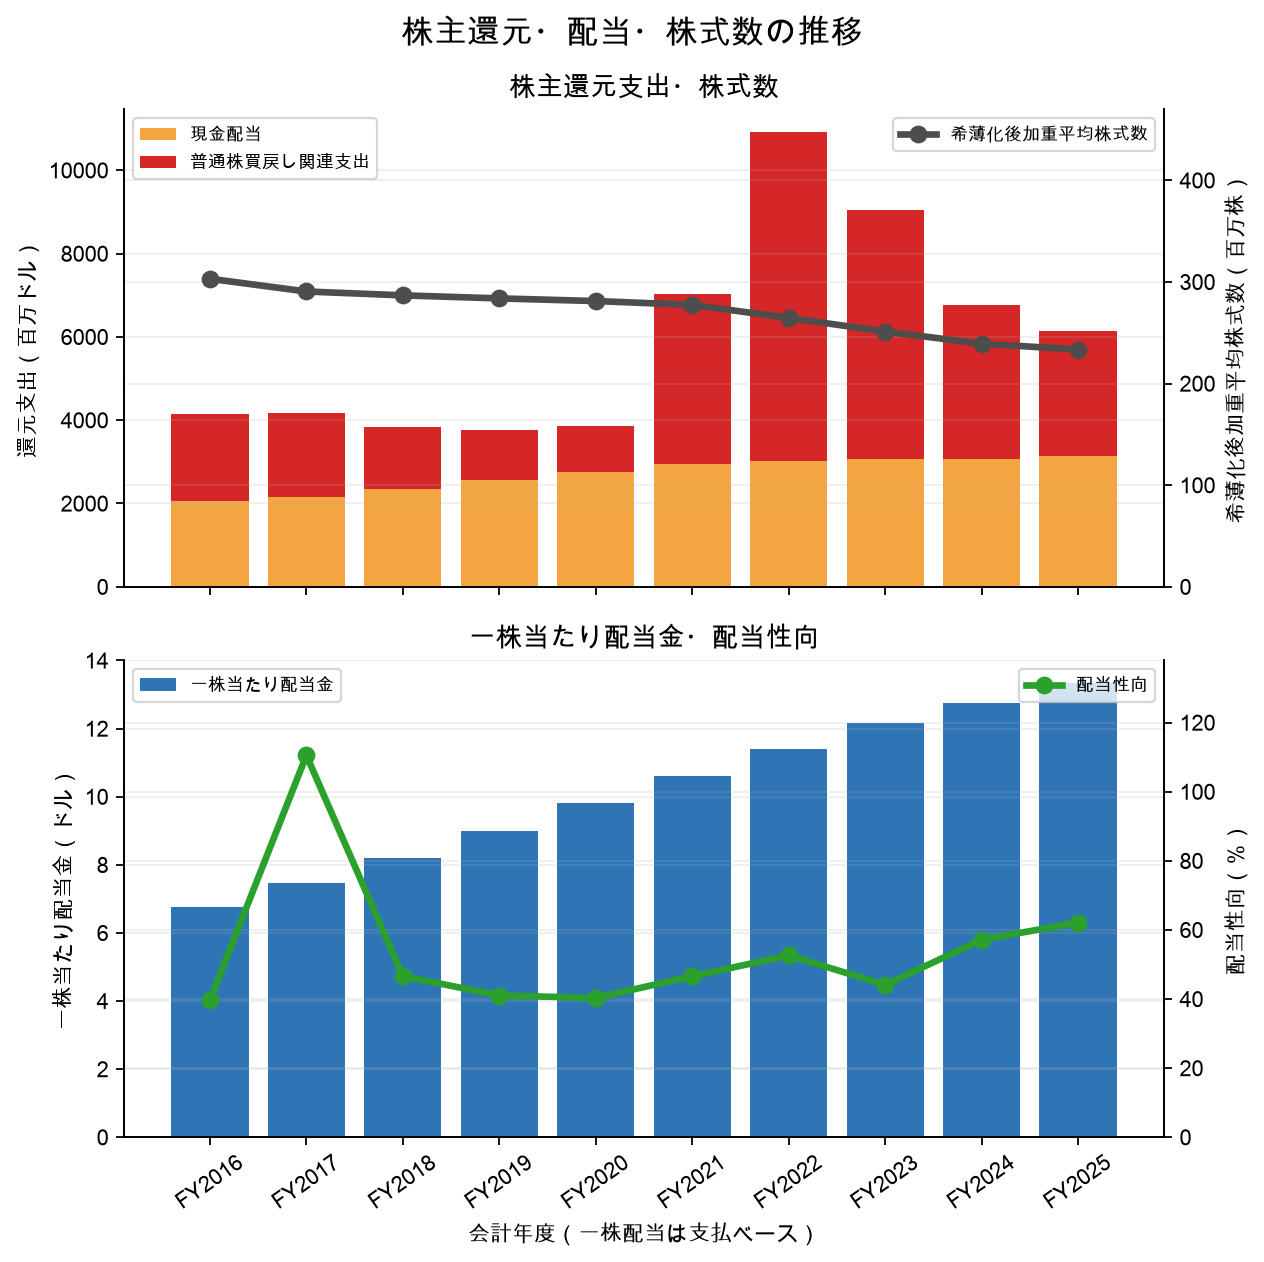 株主還元・配当・株式数の推移
株主還元支出・株式数
現金配当
普通株買戻し関連支出
希薄化後加重平均株式数
10000
8000
6000
4000
2000
0
還元支出(百万ドル)
400
300
200
100
0
希薄化後加重平均株式数(百万株)
一株当たり配当金・配当性向
一株当たり配当金
配当性向
14
12
10
8
6
4
2
0
一株当たり配当金(ドル)
120
100
80
60
40
20
0
配当性向(%)
FY2016
FY2017
FY2018
FY2019
FY2020
FY2021
FY2022
FY2023
FY2024
FY2025
会計年度(一株配当は支払ベース)